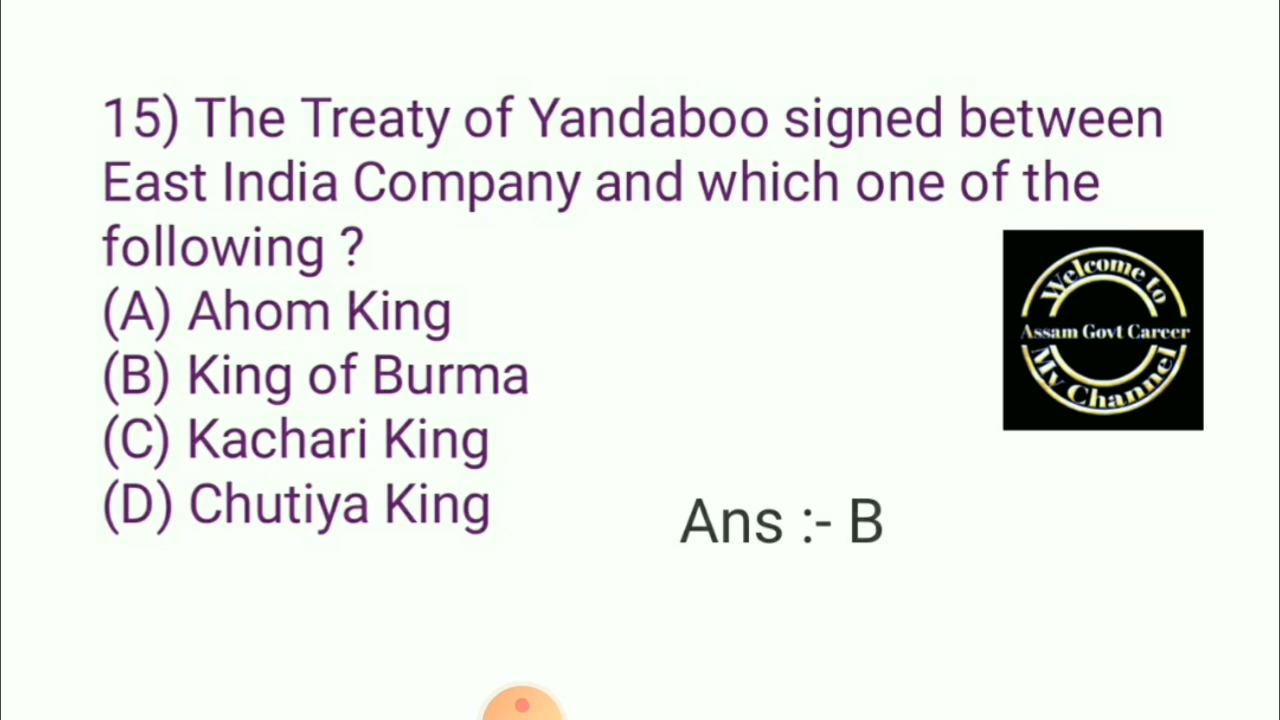 15) The Treaty of Yandaboo signed between
East India Company and which one of the
following ?
(A) Ahom King
(B) King of Burma
(C) Kachari King
(D) Chutiya King
Ans :- B
Welcome to
Assam Govt Career
My Channel